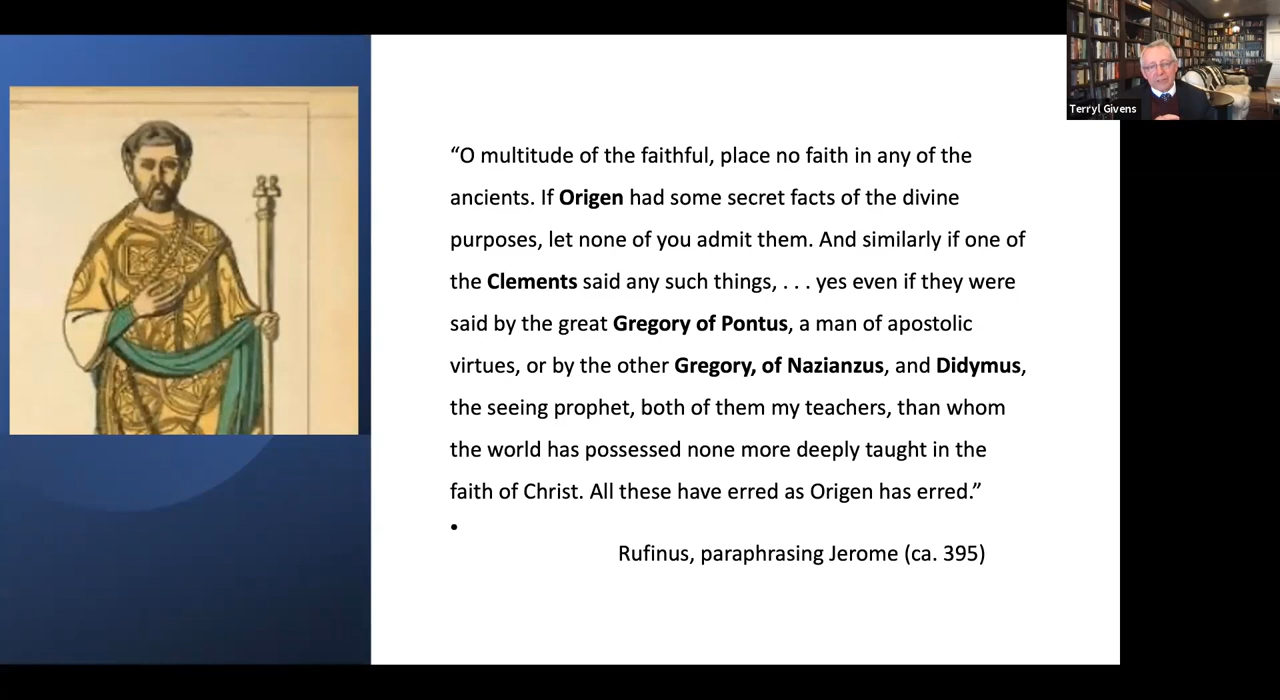 Terryl Givens
“O multitude of the faithful, place no faith in any of the
ancients. If Origen had some secret facts of the divine
purposes, let none of you admit them. And similarly if one of
the Clements said any such things, . . . yes even if they were
said by the great Gregory of Pontus, a man of apostolic
virtues, or by the other Gregory, of Nazianzus, and Didymus,
the seeing prophet, both of them my teachers, than whom
the world has possessed none more deeply taught in the
faith of Christ. All these have erred as Origen has erred.”
•
Rufinus, paraphrasing Jerome (ca. 395)